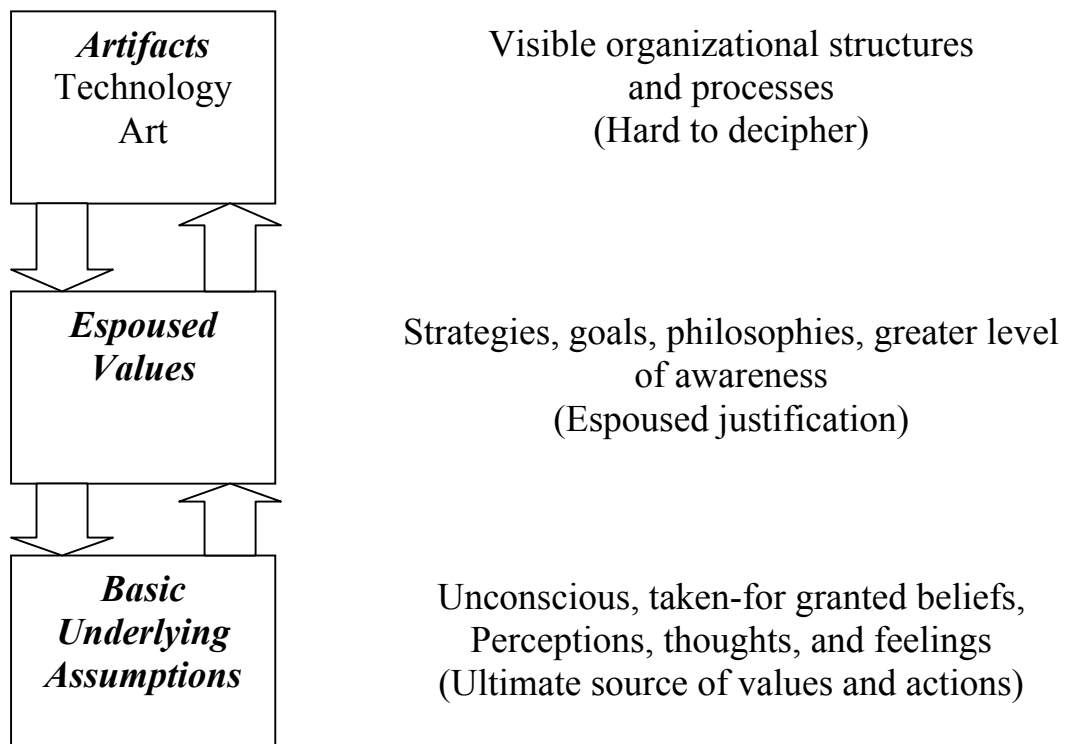 Artifacts
Technology
Art
Visible organizational structures
and processes
(Hard to decipher)
Espoused
Values
Strategies, goals, philosophies, greater level
of awareness
(Espoused justification)
Basic
Underlying
Assumptions
Unconscious, taken-for granted beliefs,
Perceptions, thoughts, and feelings
(Ultimate source of values and actions)